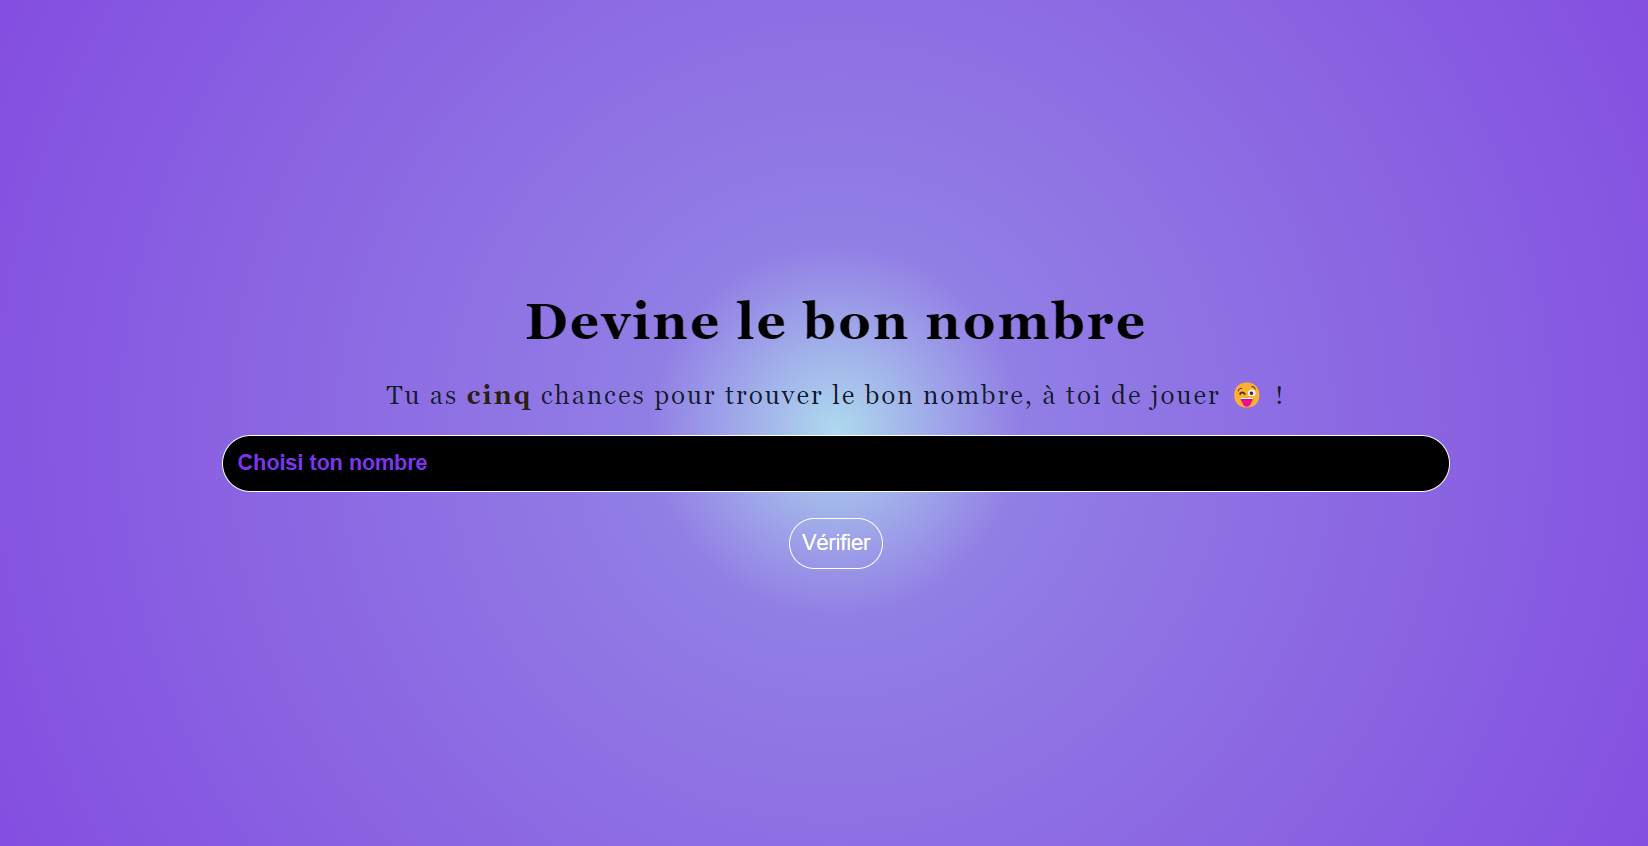 Devine le bon nombre
Tu as cinq chances pour trouver le bon nombre, à toi de jouer 😜 !
Choisi ton nombre
Vérifier